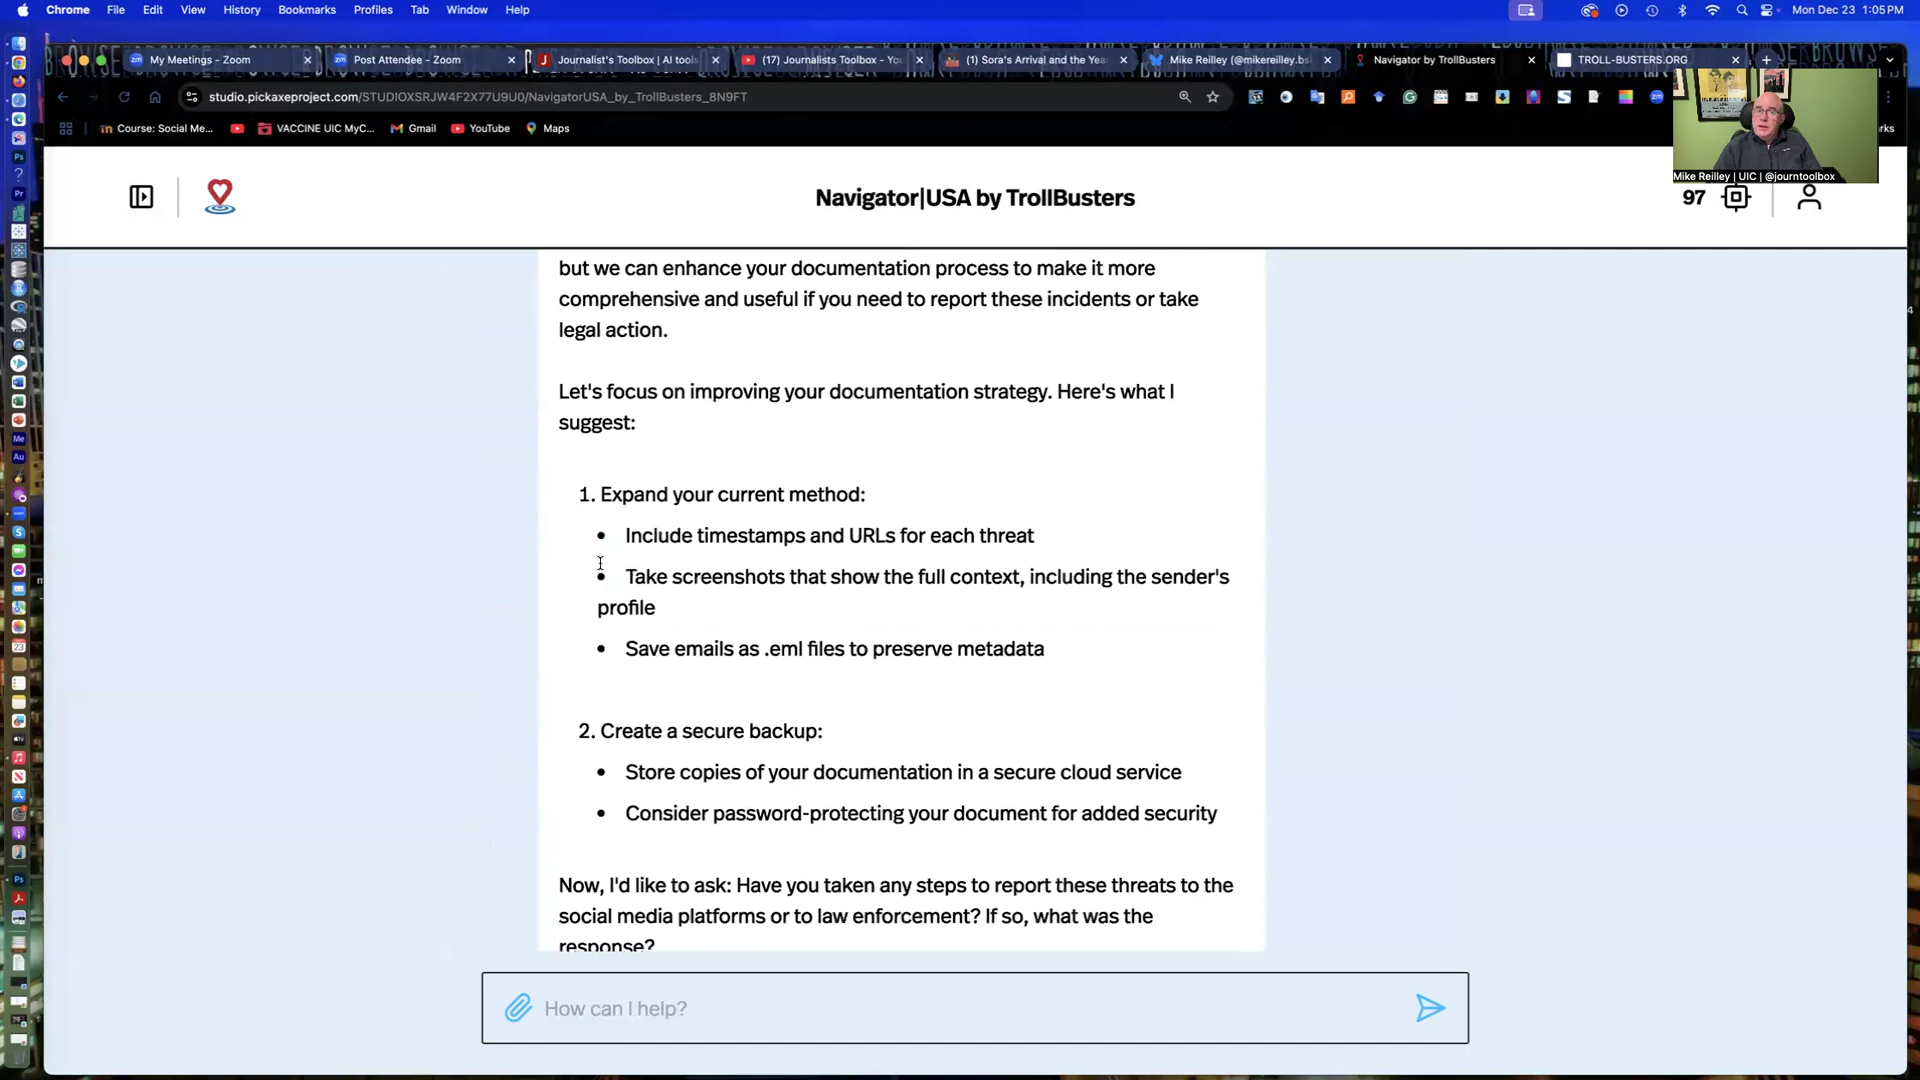 Chrome File Edit View History Bookmarks Profiles Tab Window Help Mon Dec 23 1:05 PM
My Meetings - Zoom Post Attendee - Zoom Journalist's Toolbox | AI tools (17) Journalists Toolbox - You (1) Sora's Arrival and the Yea Mike Reilley (@mikereilley.bs Navigator by TrollBusters TROLL-BUSTERS.ORG
studio.pickaxeproject.com/STUDIOXSRJW4F2X77U9U0/NavigatorUSA_by_TrollBusters_8N9FT
Course: Social Me... VACCINE UIC MyC... Gmail YouTube Maps
Mike Reilley | UIC | @journtoolbox
Navigator|USA by TrollBusters
97
but we can enhance your documentation process to make it more
comprehensive and useful if you need to report these incidents or take
legal action.
Let's focus on improving your documentation strategy. Here's what I
suggest:
1. Expand your current method:
• Include timestamps and URLs for each threat
• Take screenshots that show the full context, including the sender's
profile
• Save emails as .eml files to preserve metadata
2. Create a secure backup:
• Store copies of your documentation in a secure cloud service
• Consider password-protecting your document for added security
Now, I'd like to ask: Have you taken any steps to report these threats to the
social media platforms or to law enforcement? If so, what was the
response?
How can I help?